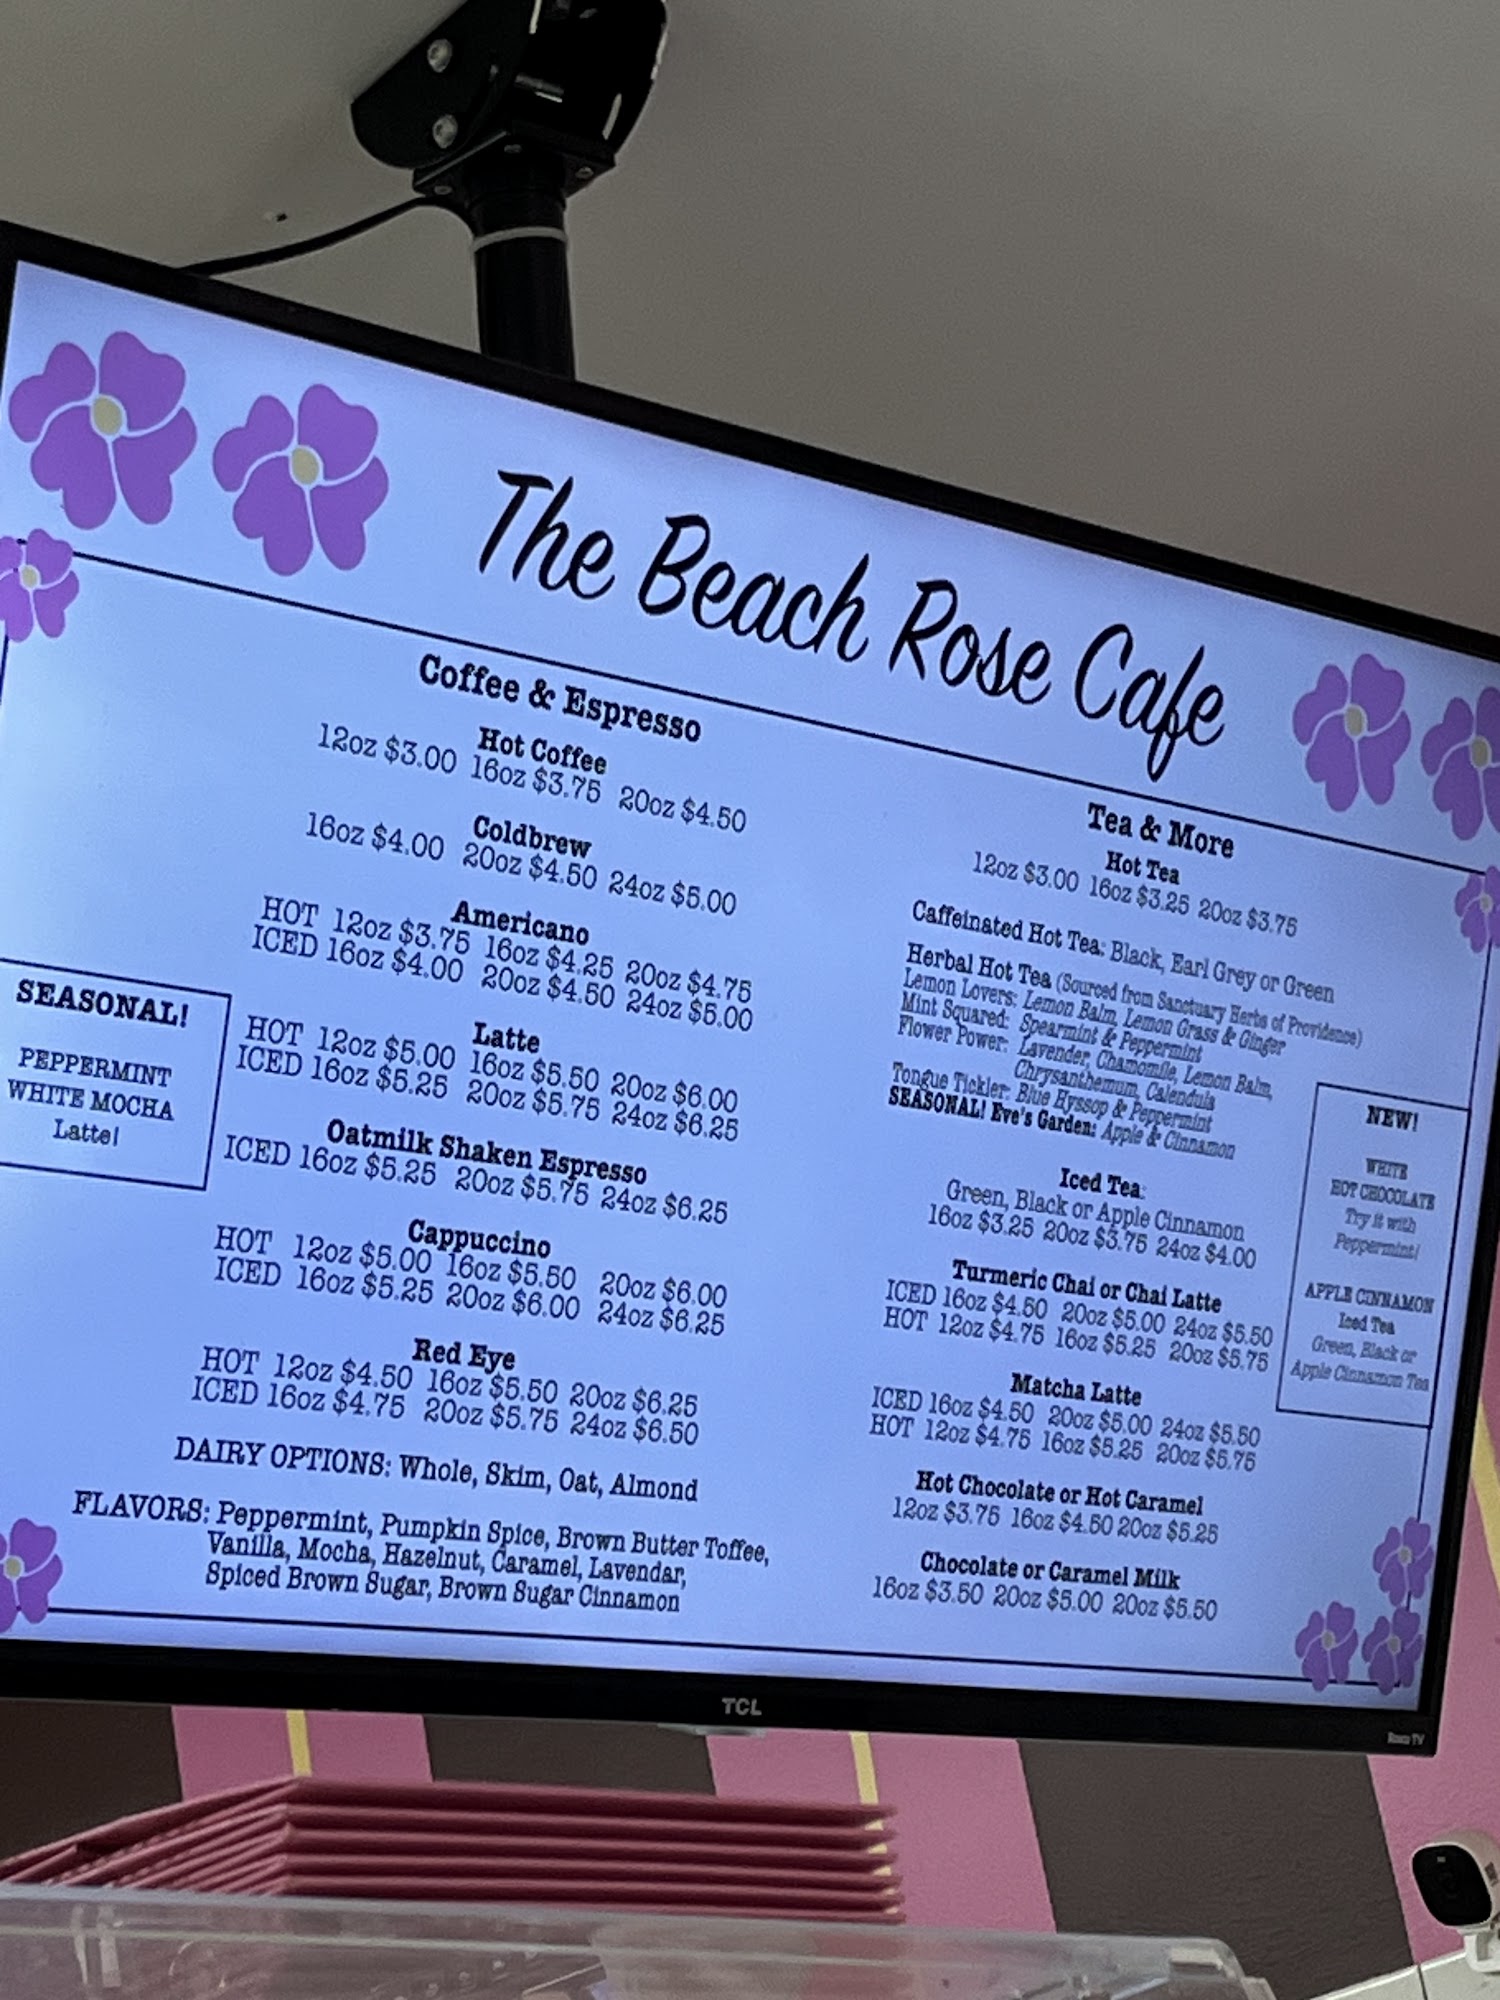 The Beach Rose Cafe
Coffee & Espresso
Hot Coffee
12oz $3.00 16oz $3.75 20oz $4.50
Coldbrew
16oz $4.00 20oz $4.50 24oz $5.00
Americano
HOT 12oz $3.75 16oz $4.25 20oz $4.75
ICED 16oz $4.00 20oz $4.50 24oz $5.00
Latte
HOT 12oz $5.00 16oz $5.50 20oz $6.00
ICED 16oz $5.25 20oz $5.75 24oz $6.25
Oatmilk Shaken Espresso
ICED 16oz $5.25 20oz $5.75 24oz $6.25
Cappuccino
HOT 12oz $5.00 16oz $5.50 20oz $6.00
ICED 16oz $5.25 20oz $6.00 24oz $6.25
Red Eye
HOT 12oz $4.50 16oz $5.50 20oz $6.25
ICED 16oz $4.75 20oz $5.75 24oz $6.50
DAIRY OPTIONS: Whole, Skim, Oat, Almond
FLAVORS: Peppermint, Pumpkin Spice, Brown Butter Toffee,
Vanilla, Mocha, Hazelnut, Caramel, Lavendar,
Spiced Brown Sugar, Brown Sugar Cinnamon
SEASONAL!
PEPPERMINT
WHITE MOCHA
Latte!
Tea & More
Hot Tea
12oz $3.00 16oz $3.25 20oz $3.75
Caffeinated Hot Tea: Black, Earl Grey or Green
Herbal Hot Tea (Sourced from Sanctuary Herbs of Providence)
Lemon Lovers: Lemon Balm, Lemon Grass & Ginger
Mint Squared: Spearmint & Peppermint
Flower Power: Lavender, Chamomile, Lemon Balm,
Chrysanthemum, Calendula
Tongue Tickler: Blue Hyssop & Peppermint
SEASONAL! Eve's Garden: Apple & Cinnamon
Iced Tea:
Green, Black or Apple Cinnamon
16oz $3.25 20oz $3.75 24oz $4.00
Turmeric Chai or Chai Latte
ICED 16oz $4.50 20oz $5.00 24oz $5.50
HOT 12oz $4.75 16oz $5.25 20oz $5.75
Matcha Latte
ICED 16oz $4.50 20oz $5.00 24oz $5.50
HOT 12oz $4.75 16oz $5.25 20oz $5.75
Hot Chocolate or Hot Caramel
12oz $3.75 16oz $4.50 20oz $5.25
Chocolate or Caramel Milk
16oz $3.50 20oz $5.00 20oz $5.50
NEW!
WHITE
HOT CHOCOLATE
Try it with
Peppermint!
APPLE CINNAMON
Iced Tea
Green, Black or
Apple Cinnamon Tea
TCL
Roku TV